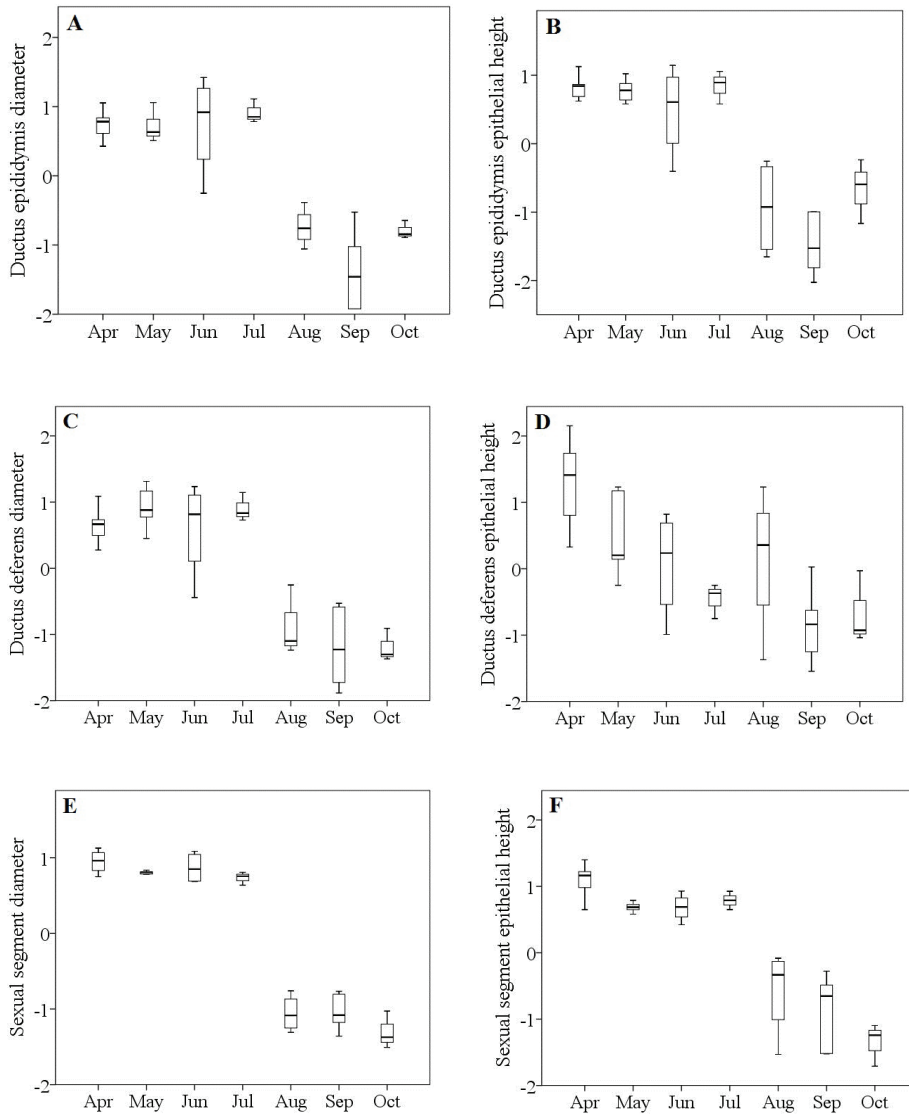 A
Ductus epididymis diameter
2
1
0
-1
-2
Apr May Jun Jul Aug Sep Oct
B
Ductus epididymis epithelial height
1
0
-1
-2
Apr May Jun Jul Aug Sep Oct
C
Ductus deferens diameter
2
1
0
-1
-2
Apr May Jun Jul Aug Sep Oct
D
Ductus deferens epithelial height
2
1
0
-1
-2
Apr May Jun Jul Aug Sep Oct
E
Sexual segment diameter
1
0
-1
-2
Apr May Jun Jul Aug Sep Oct
F
Sexual segment epithelial height
2
1
0
-1
-2
Apr May Jun Jul Aug Sep Oct